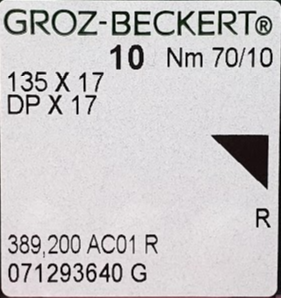 GROZ-BECKERT®
10 Nm 70/10
135 X 17
DP X 17
R
389,200 AC01 R
071293640 G